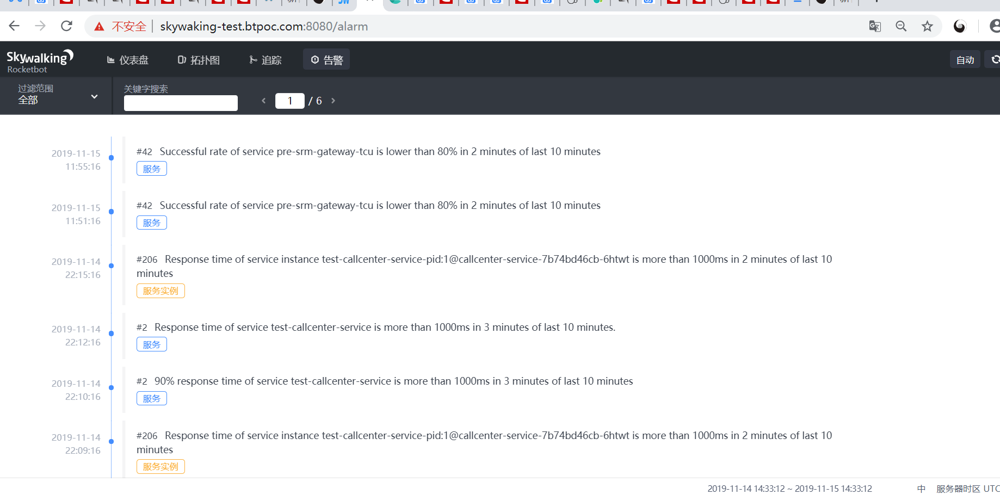 不安全 skywaking-test.btpoc.com:8080/alarm
Skywalking
Rocketbot
仪表盘 拓扑图 追踪 告警 自动
过滤范围
全部
关键字搜索
1 / 6
2019-11-15
11:55:16
#42 Successful rate of service pre-srm-gateway-tcu is lower than 80% in 2 minutes of last 10 minutes
服务
2019-11-15
11:51:16
#42 Successful rate of service pre-srm-gateway-tcu is lower than 80% in 2 minutes of last 10 minutes
服务
2019-11-14
22:15:16
#206 Response time of service instance test-callcenter-service-pid:1@callcenter-service-7b74bd46cb-6htwt is more than 1000ms in 2 minutes of last 10
minutes
服务实例
2019-11-14
22:12:16
#2 Response time of service test-callcenter-service is more than 1000ms in 3 minutes of last 10 minutes.
服务
2019-11-14
22:10:16
#2 90% response time of service test-callcenter-service is more than 1000ms in 3 minutes of last 10 minutes
服务
2019-11-14
22:09:16
#206 Response time of service instance test-callcenter-service-pid:1@callcenter-service-7b74bd46cb-6htwt is more than 1000ms in 2 minutes of last 10
minutes
服务实例
2019-11-14 14:33:12 ~ 2019-11-15 14:33:12 中 服务器时区 UTC